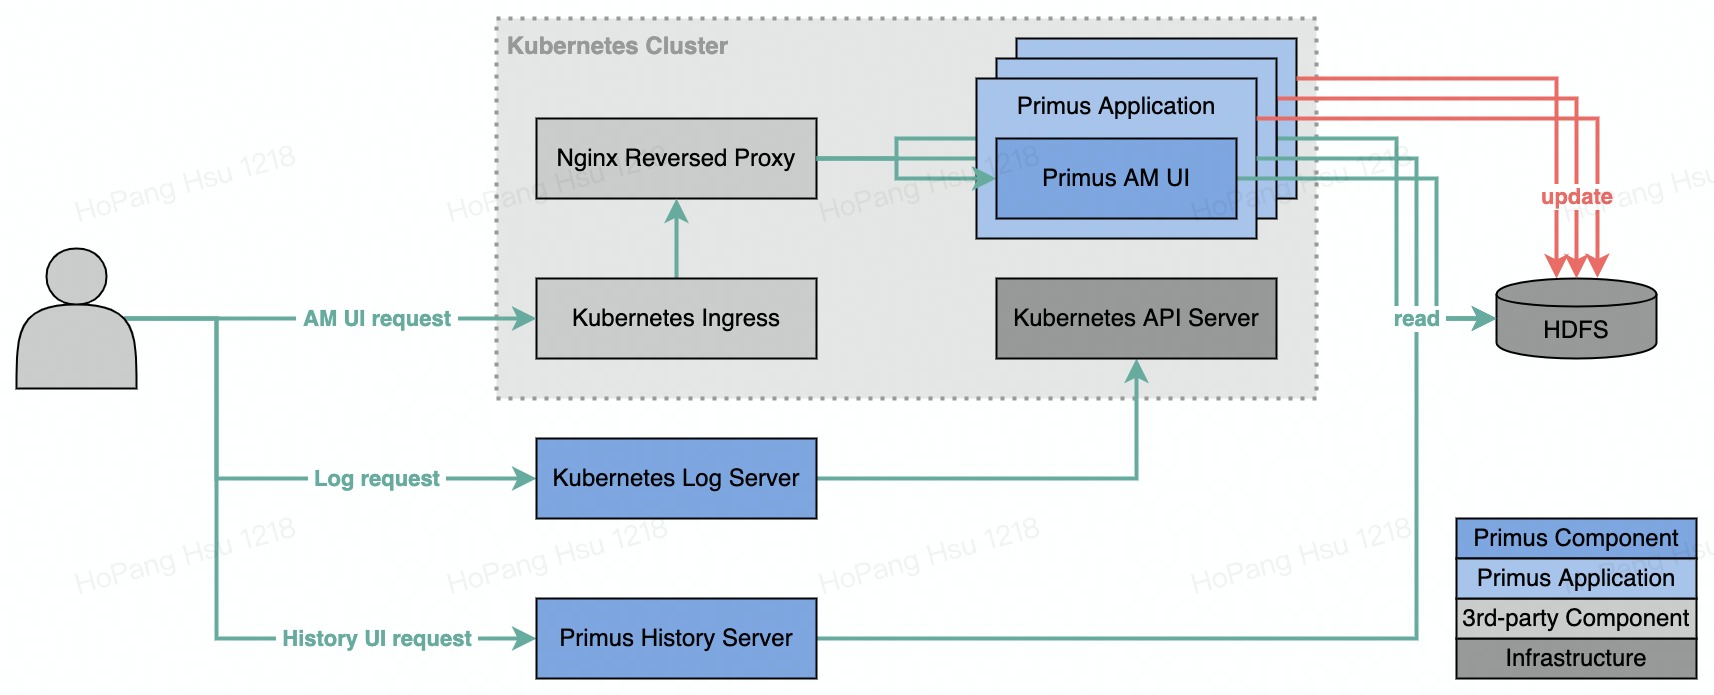 Kubernetes Cluster
Primus Application
Nginx Reversed Proxy
Primus AM UI
update
AM UI request
Kubernetes Ingress
Kubernetes API Server
read
HDFS
Log request
Kubernetes Log Server
History UI request
Primus History Server
Primus Component
Primus Application
3rd-party Component
Infrastructure
HoPang Hsu 1218
HoPang Hsu 1218
HoPang Hsu 1218
HoPang Hsu 1218
HoPang Hsu
HoPang Hsu 1218
HoPang Hsu 1218
HoPang Hsu 1218
HoPang Hsu 1218